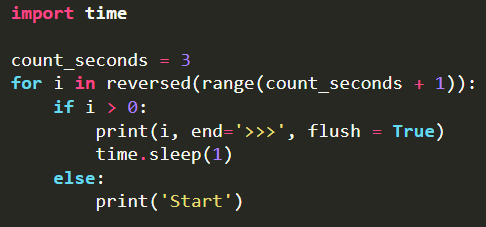 import time

count_seconds = 3
for i in reversed(range(count_seconds + 1)):
    if i > 0:
        print(i, end='>>>', flush = True)
        time.sleep(1)
    else:
        print('Start')